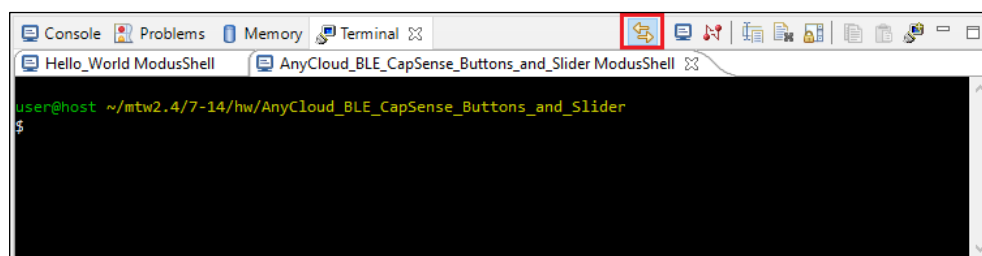 Console Problems Memory Terminal
Hello_World ModusShell AnyCloud_BLE_CapSense_Buttons_and_Slider ModusShell
user@host ~/mtw2.4/7-14/hw/AnyCloud_BLE_CapSense_Buttons_and_Slider
$